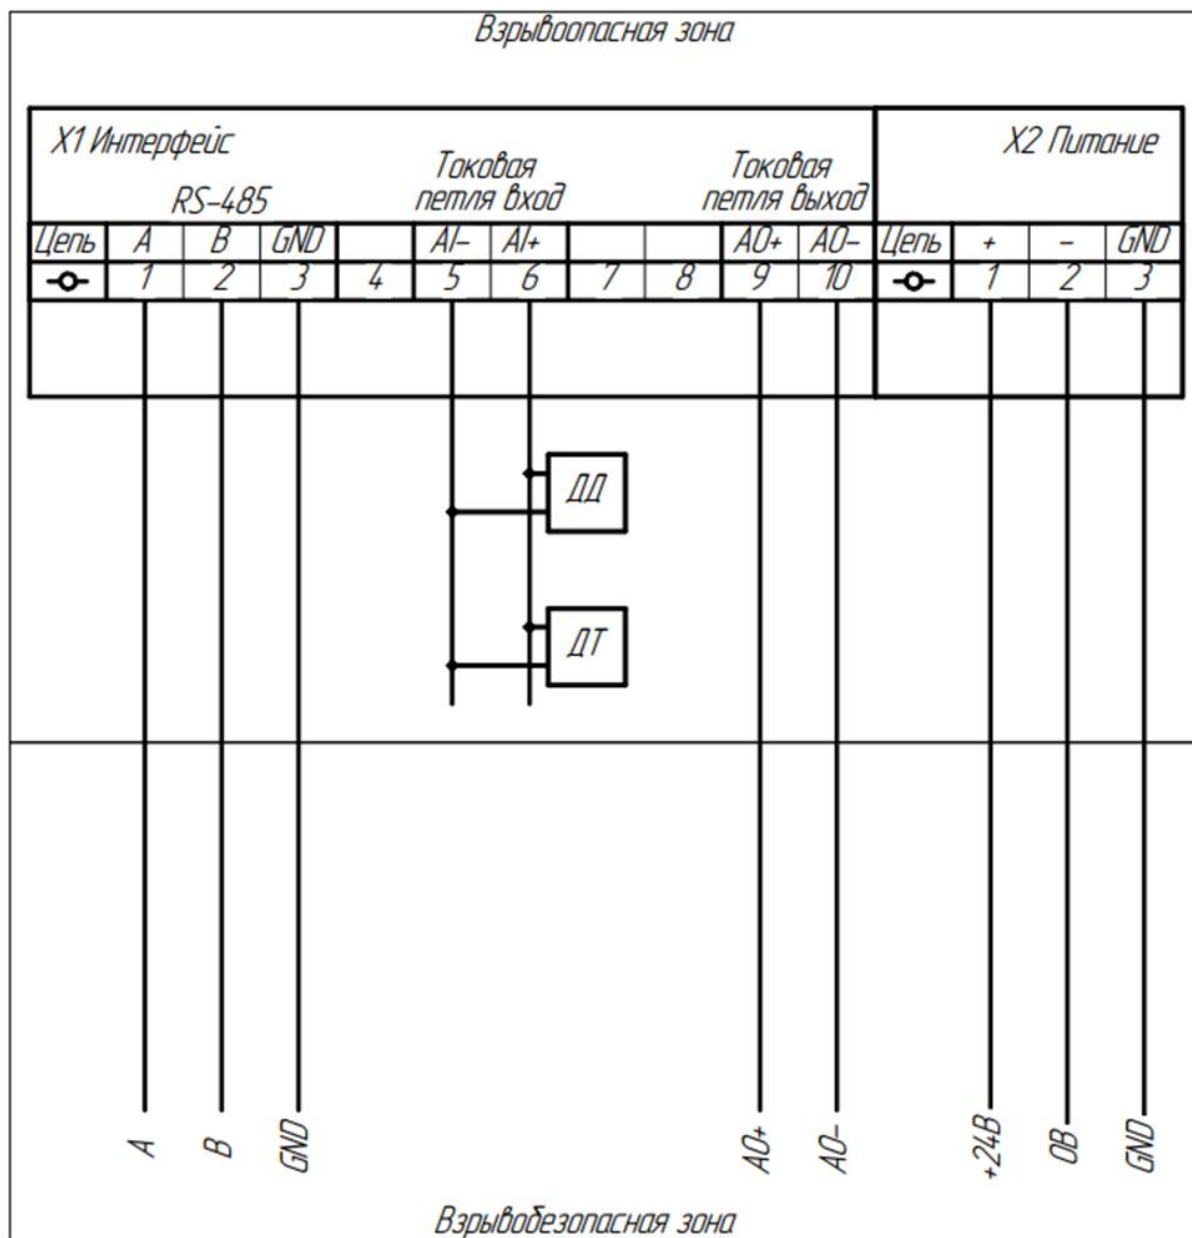 Взрывоопасная зона
X1 Интерфейс
X2 Питание
Токовая
петля вход
Токовая
петля выход
RS-485
Цепь A B GND AI- AI+ AO+ AO- Цепь + - GND
1 2 3 4 5 6 7 8 9 10 1 2 3
ДД
ДТ
A B GND AO+ AO- +24В 0В GND
Взрывобезопасная зона